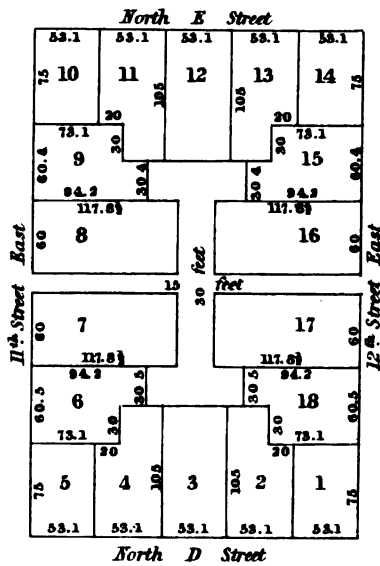 North E Street
53.1 53.1 53.1 53.1 53.1
75 10 11 105 12 105 13 14 75
20 20
73.1 30 30 73.1
60.4 9 15 60.4
94.2 30.4 30.4 94.2
117.8½ 117.8½
East 60 8 16 60 East
feet
15 feet
30
11th Street 60 7 17 60 12th Street
117.8½ 117.8½
94.2 94.2
60.5 6 30.5 30.5 18 60.5
73.1 30 30 73.1
20 20
75 5 4 105 3 105 2 1 75
53.1 53.1 53.1 53.1 53.1
North D Street